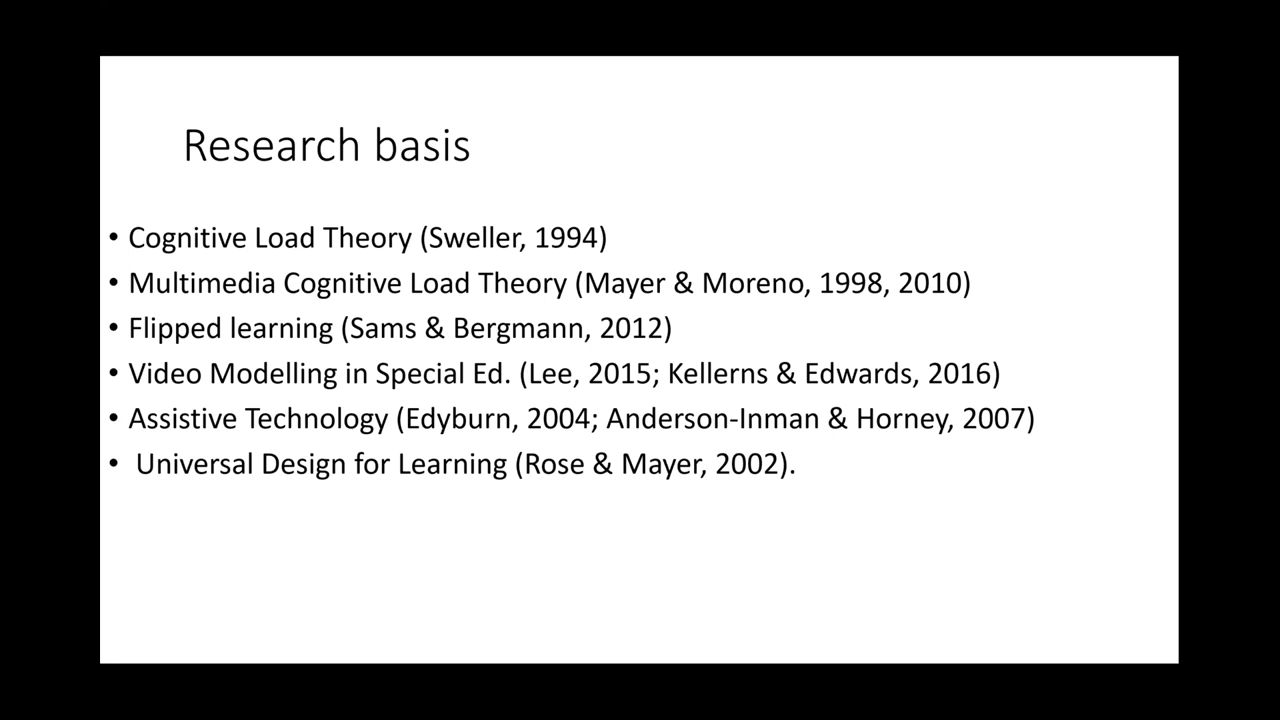 Research basis
• Cognitive Load Theory (Sweller, 1994)
• Multimedia Cognitive Load Theory (Mayer & Moreno, 1998, 2010)
• Flipped learning (Sams & Bergmann, 2012)
• Video Modelling in Special Ed. (Lee, 2015; Kellerns & Edwards, 2016)
• Assistive Technology (Edyburn, 2004; Anderson-Inman & Horney, 2007)
• Universal Design for Learning (Rose & Mayer, 2002).